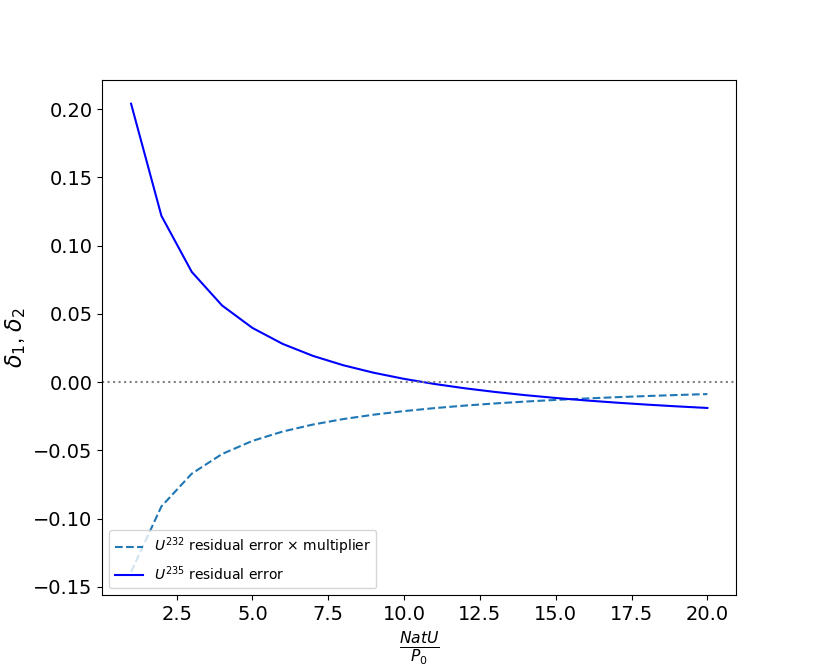 0.20
0.15
0.10
0.05
0.00
−0.05
−0.10
−0.15
δ₁, δ₂
U²³² residual error × multiplier
U²³⁵ residual error
2.5 5.0 7.5 10.0 12.5 15.0 17.5 20.0
NatU
P₀